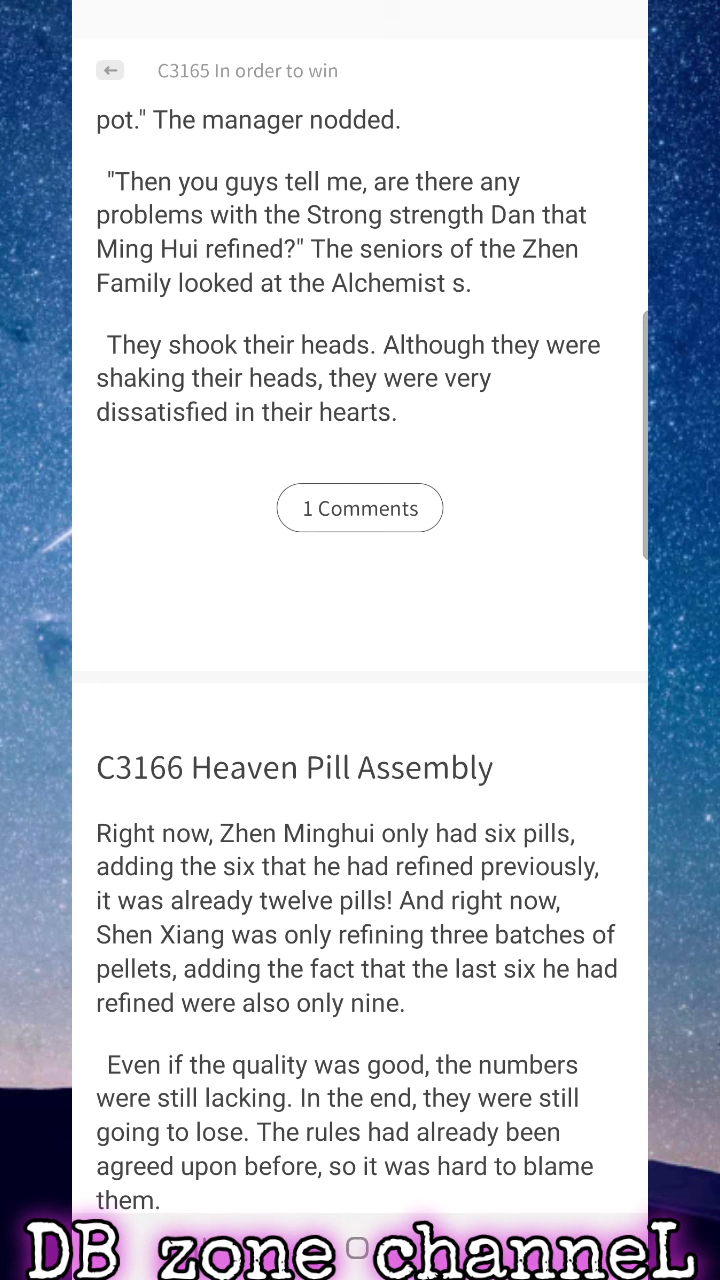 C3165 In order to win
pot." The manager nodded.
"Then you guys tell me, are there any
problems with the Strong strength Dan that
Ming Hui refined?" The seniors of the Zhen
Family looked at the Alchemist s.
They shook their heads. Although they were
shaking their heads, they were very
dissatisfied in their hearts.
1 Comments
C3166 Heaven Pill Assembly
Right now, Zhen Minghui only had six pills,
adding the six that he had refined previously,
it was already twelve pills! And right now,
Shen Xiang was only refining three batches of
pellets, adding the fact that the last six he had
refined were also only nine.
Even if the quality was good, the numbers
were still lacking. In the end, they were still
going to lose. The rules had already been
agreed upon before, so it was hard to blame
them.
DB zone channeL